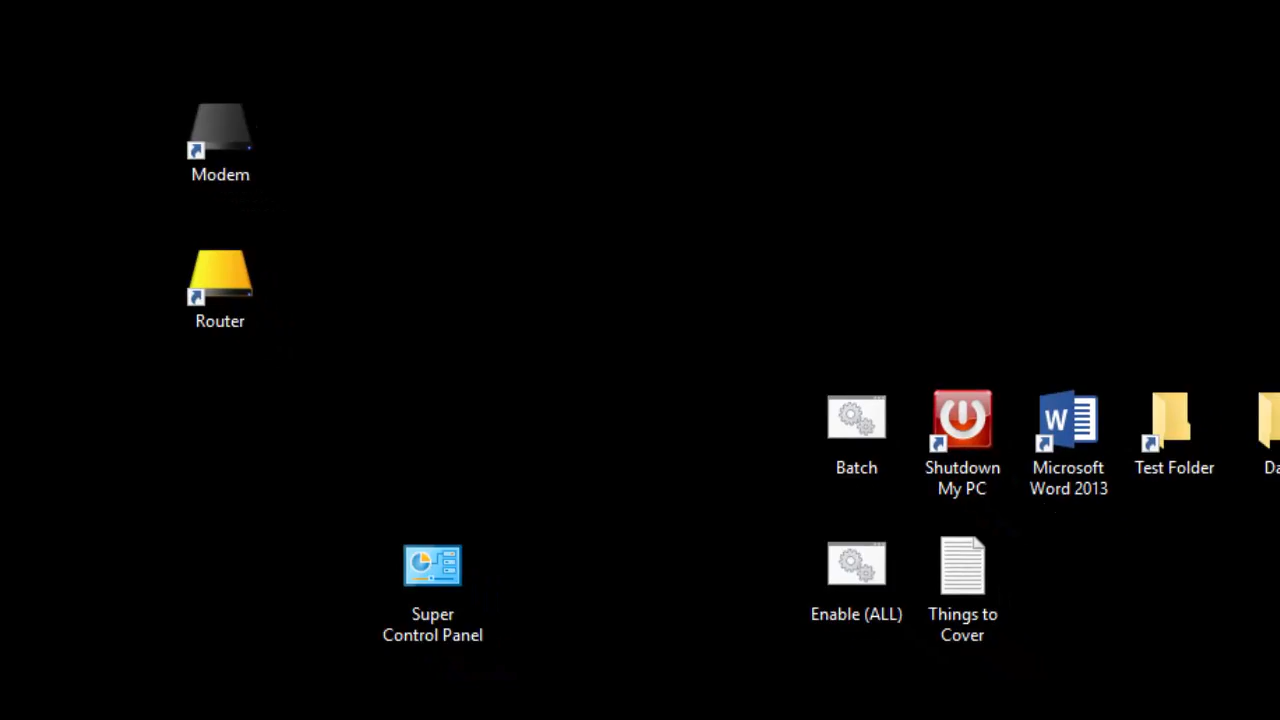 Modem
Router
Batch
Shutdown
My PC
Microsoft
Word 2013
Test Folder
Da
Super
Control Panel
Enable (ALL)
Things to
Cover